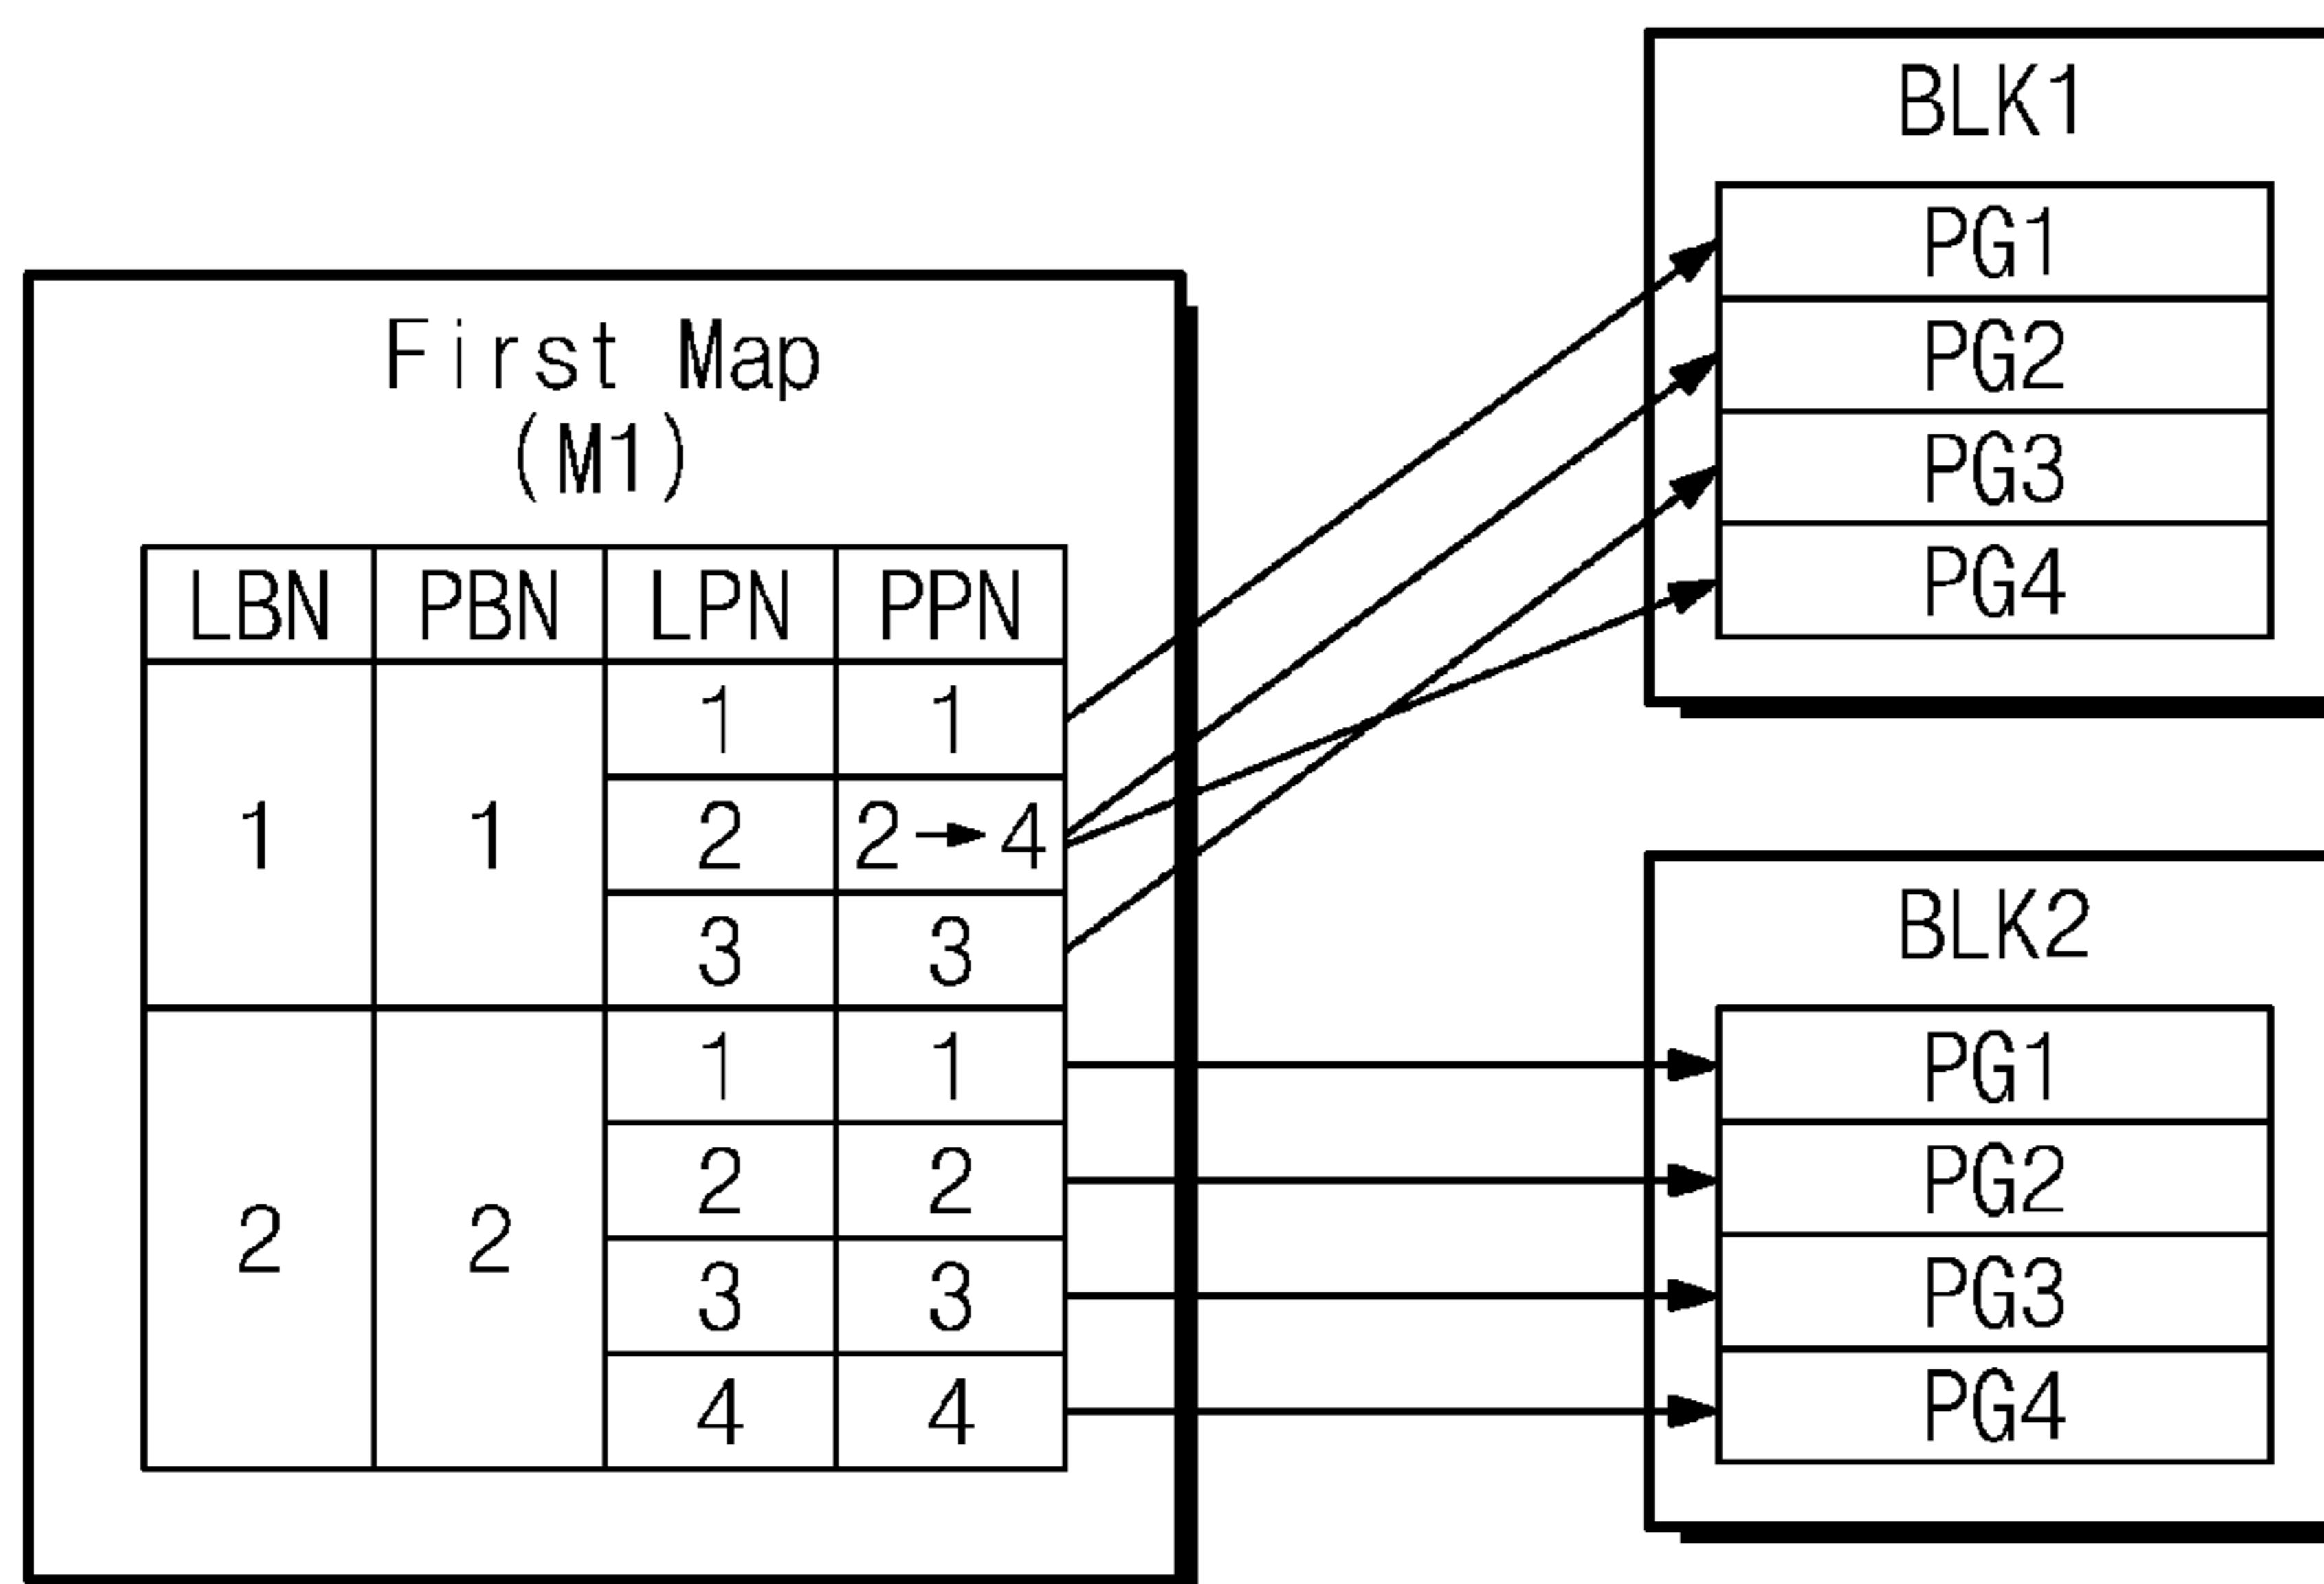 First Map
(M1)
LBN PBN LPN PPN
1 1 1 1
2 2→4
3 3
2 2 1 1
2 2
3 3
4 4
BLK1
PG1
PG2
PG3
PG4
BLK2
PG1
PG2
PG3
PG4